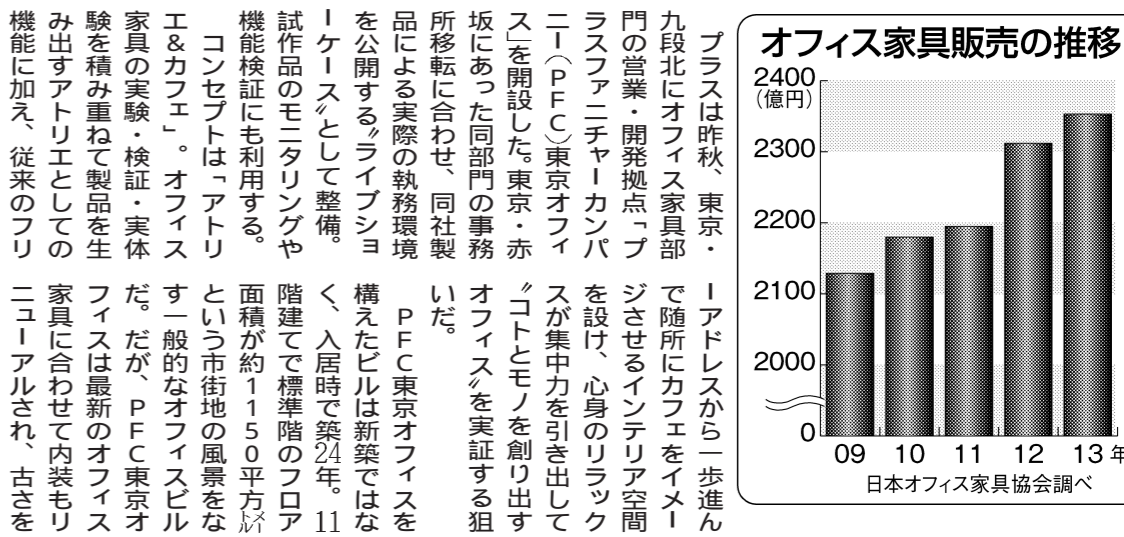 オフィス家具販売の推移
2400
(億円)
2300
2200
2100
2000
0
09 10 11 12 13 年
日本オフィス家具協会調べ
プラスは昨秋、東京・
九段北にオフィス家具部
門の営業・開発拠点「プ
ラスファニチャーカンパ
ニー(PFC)東京オフィ
ス」を開設した。東京・赤
坂にあった同部門の事務
所移転に合わせ、同社製
品による実際の執務環境
を公開する〝ライブショ
ーケース〟として整備。
試作品のモニタリングや
機能検証にも利用する。
コンセプトは「アトリ
エ&カフェ」。オフィス
家具の実験・検証・実体
験を積み重ねて製品を生
み出すアトリエとしての
機能に加え、従来のフリ
ーアドレスから一歩進ん
で随所にカフェをイメー
ジさせるインテリア空間
を設け、心身のリラック
スが集中力を引き出して
〝コトとモノを創り出す
オフィス〟を実証する狙
いだ。
PFC東京オフィスを
構えたビルは新築ではな
く、入居時で築24年。11
階建てで標準階のフロア
面積が約1150平方メートル
という市街地の風景をな
す一般的なオフィスビル
だ。だが、PFC東京オ
フィスは最新のオフィス
家具に合わせて内装もリ
ニューアルされ、古さを